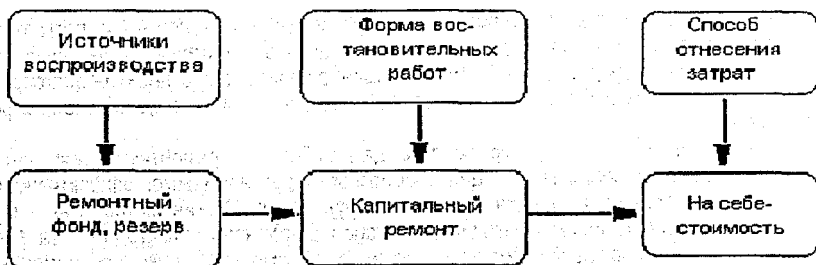 Источники
воспроизводства
Форма вос-
тановительных
работ
Способ
отнесения
затрат
Ремонтный
фонд, резерв
Капитальный
ремонт
На себе-
стоимость